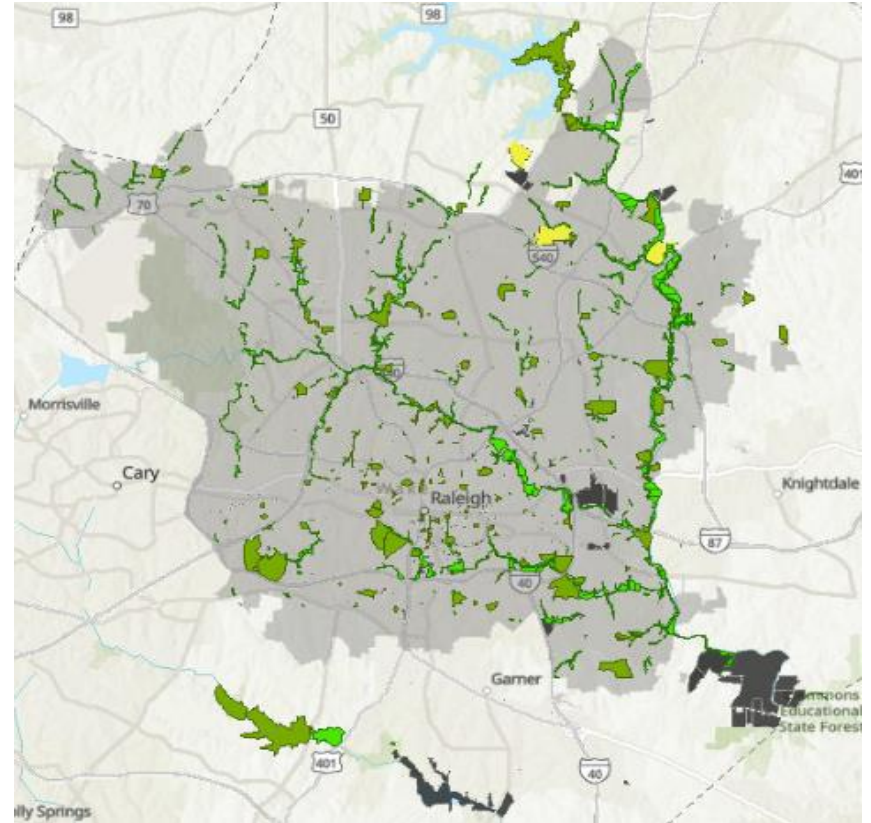 98
98
50
401
70
540
Morrisville
Cary
Raleigh
Knightdale
87
40
Garner
Educational
State Forest
401
40
lly Springs